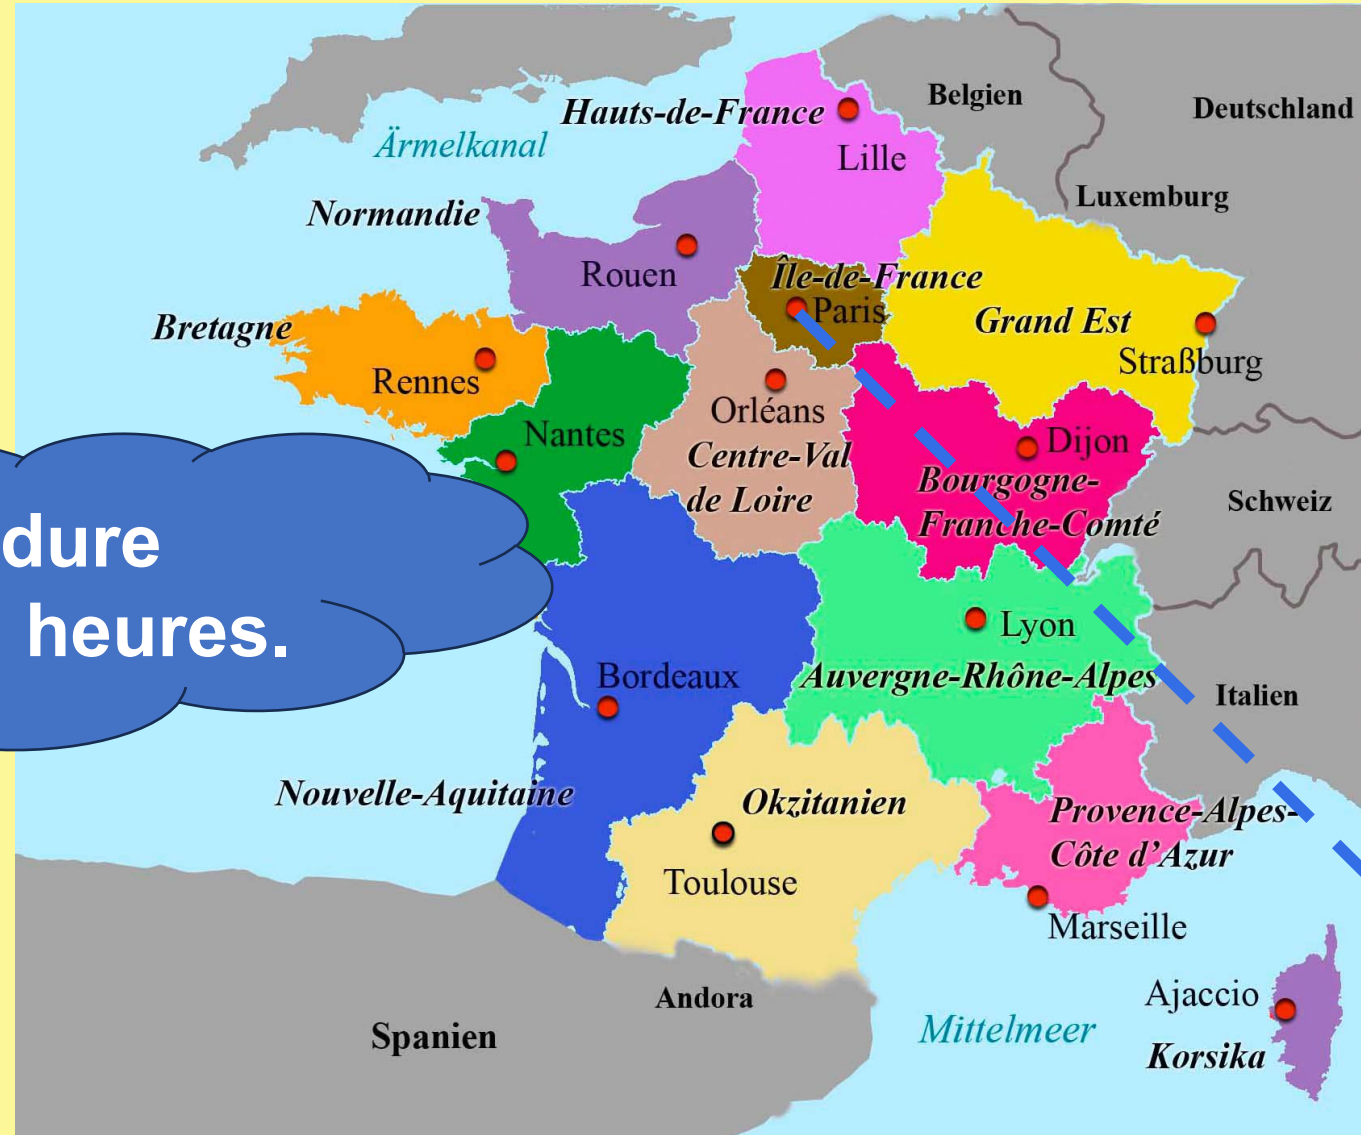 Belgien
Deutschland
Hauts-de-France
Ärmelkanal
Lille
Luxemburg
Normandie
Rouen
Île-de-France
Paris
Grand Est
Bretagne
Straßburg
Rennes
Orléans
Nantes
Dijon
Centre-Val
de Loire
Bourgogne-
Franche-Comté
Schweiz
dure
heures.
Lyon
Bordeaux
Auvergne-Rhône-Alpes
Italien
Nouvelle-Aquitaine
Okzitanien
Provence-Alpes-
Côte d’Azur
Toulouse
Marseille
Andora
Ajaccio
Spanien
Mittelmeer
Korsika